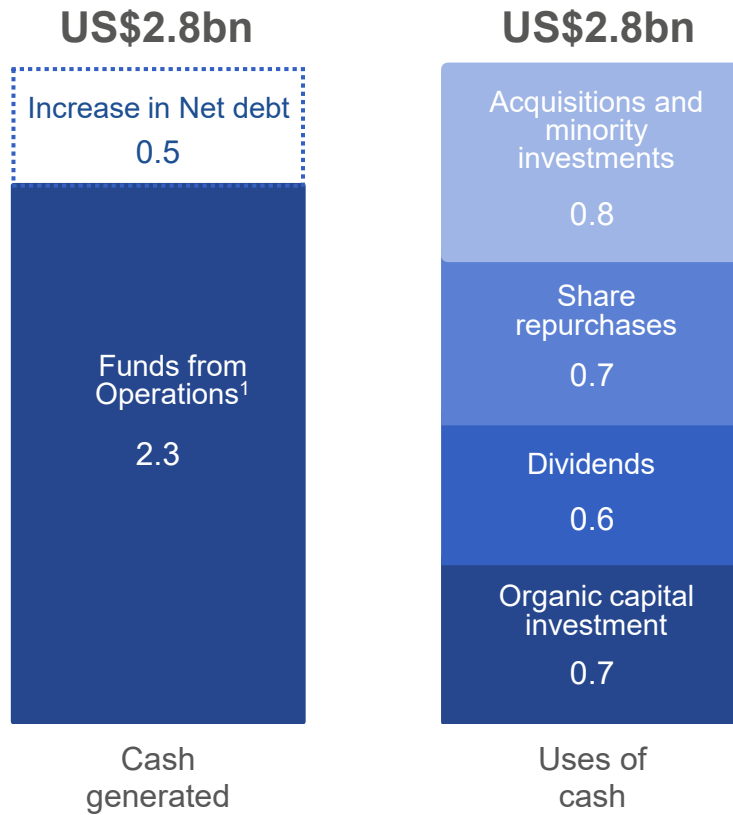 US$2.8bn
Increase in Net debt
0.5
Funds from
Operations¹
2.3
Cash
generated
US$2.8bn
Acquisitions and
minority
investments
0.8
Share
repurchases
0.7
Dividends
0.6
Organic capital
investment
0.7
Uses of
cash